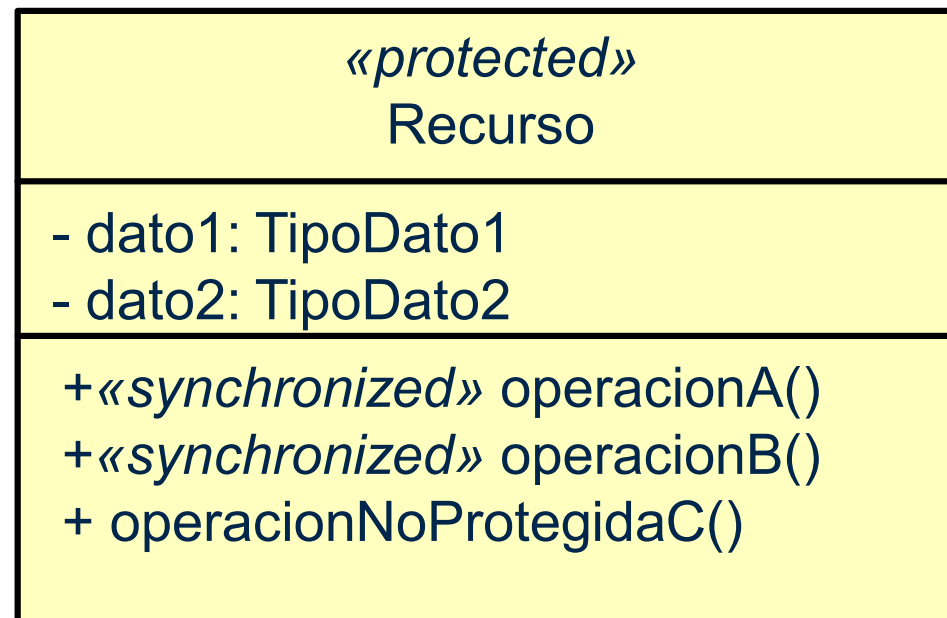 «protected»
Recurso
- dato1: TipoDato1
- dato2: TipoDato2
+«synchronized» operacionA()
+«synchronized» operacionB()
+ operacionNoProtegidaC()